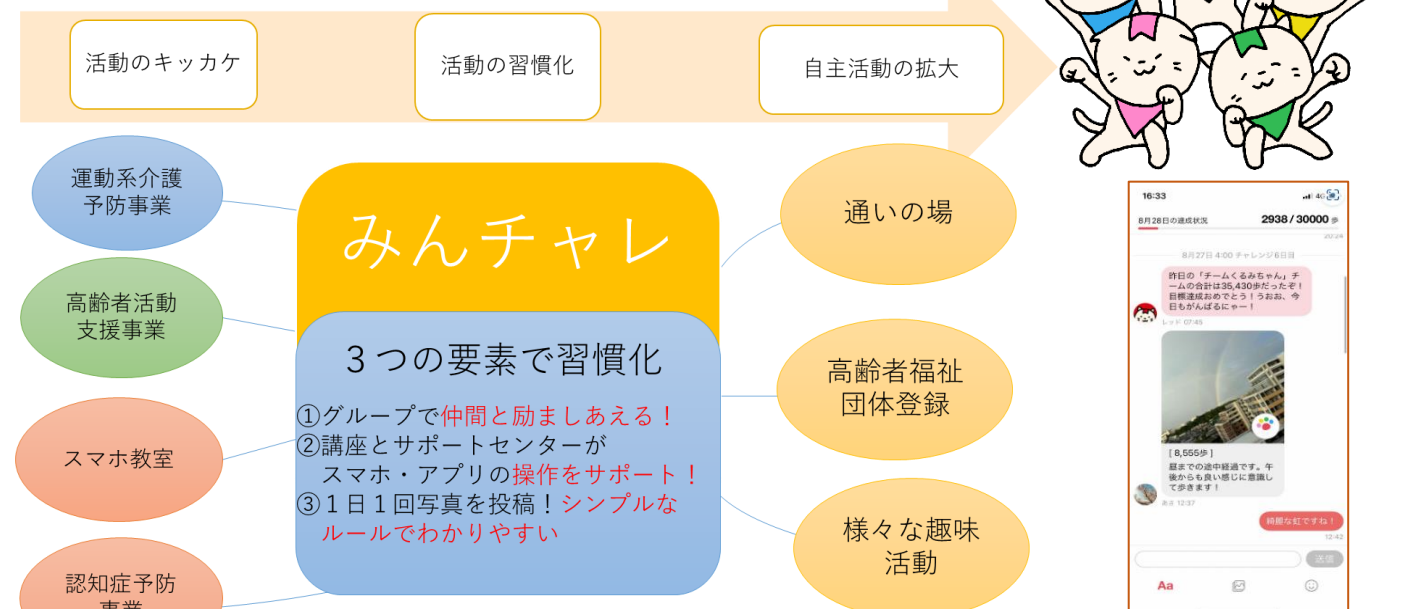 活動のキッカケ
活動の習慣化
自主活動の拡大
運動系介護
予防事業
高齢者活動
支援事業
スマホ教室
認知症予防
事業
みんチャレ
３つの要素で習慣化
①グループで仲間と励ましあえる！
②講座とサポートセンターが
スマホ・アプリの操作をサポート！
③１日１回写真を投稿！シンプルな
ルールでわかりやすい
通いの場
高齢者福祉
団体登録
様々な趣味
活動
16:33
4G
8月28日の達成状況
2938 / 30000 歩
20:24
8月27日 4:00 チャレンジ6日目
昨日の「チームくるみちゃん」チ
ームの合計は35,430歩だったぞ！
目標達成おめでとう！うおお、今
日もがんばるにゃー！
レッド 07:45
[ 8,555歩 ]
昼までの途中経過です。午
後からも良い感じに意識し
て歩きます！
12:37
綺麗な虹ですね！
12:42
送信
Aa